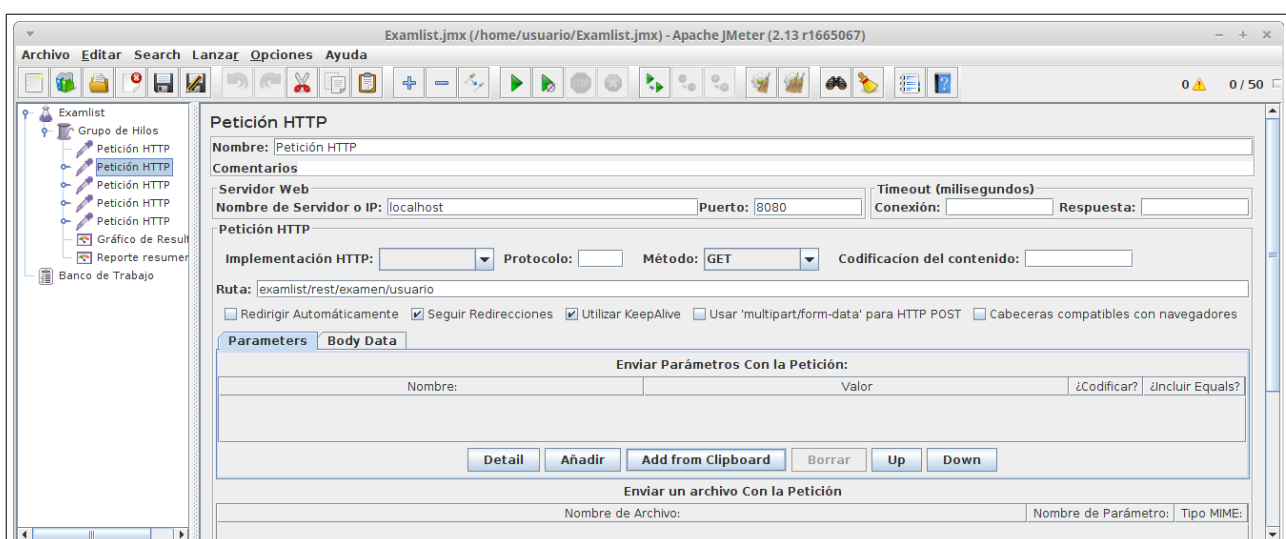 Examlist.jmx (/home/usuario/Examlist.jmx) - Apache JMeter (2.13 r1665067)
Archivo Editar Search Lanzar Opciones Ayuda
0 0 / 50
Examlist
Grupo de Hilos
Petición HTTP
Petición HTTP
Petición HTTP
Petición HTTP
Petición HTTP
Gráfico de Result
Reporte resumen
Banco de Trabajo
Petición HTTP
Nombre: Petición HTTP
Comentarios
Servidor Web
Timeout (milisegundos)
Nombre de Servidor o IP: localhost Puerto: 8080 Conexión: Respuesta:
Petición HTTP
Implementación HTTP: Protocolo: Método: GET Codificacíon del contenido:
Ruta: examlist/rest/examen/usuario
Redirigir Automáticamente Seguir Redirecciones Utilizar KeepAlive Usar 'multipart/form-data' para HTTP POST Cabeceras compatibles con navegadores
Parameters Body Data
Enviar Parámetros Con la Petición:
Nombre: Valor ¿Codificar? ¿Incluir Equals?
Detail Añadir Add from Clipboard Borrar Up Down
Enviar un archivo Con la Petición
Nombre de Archivo: Nombre de Parámetro: Tipo MIME: